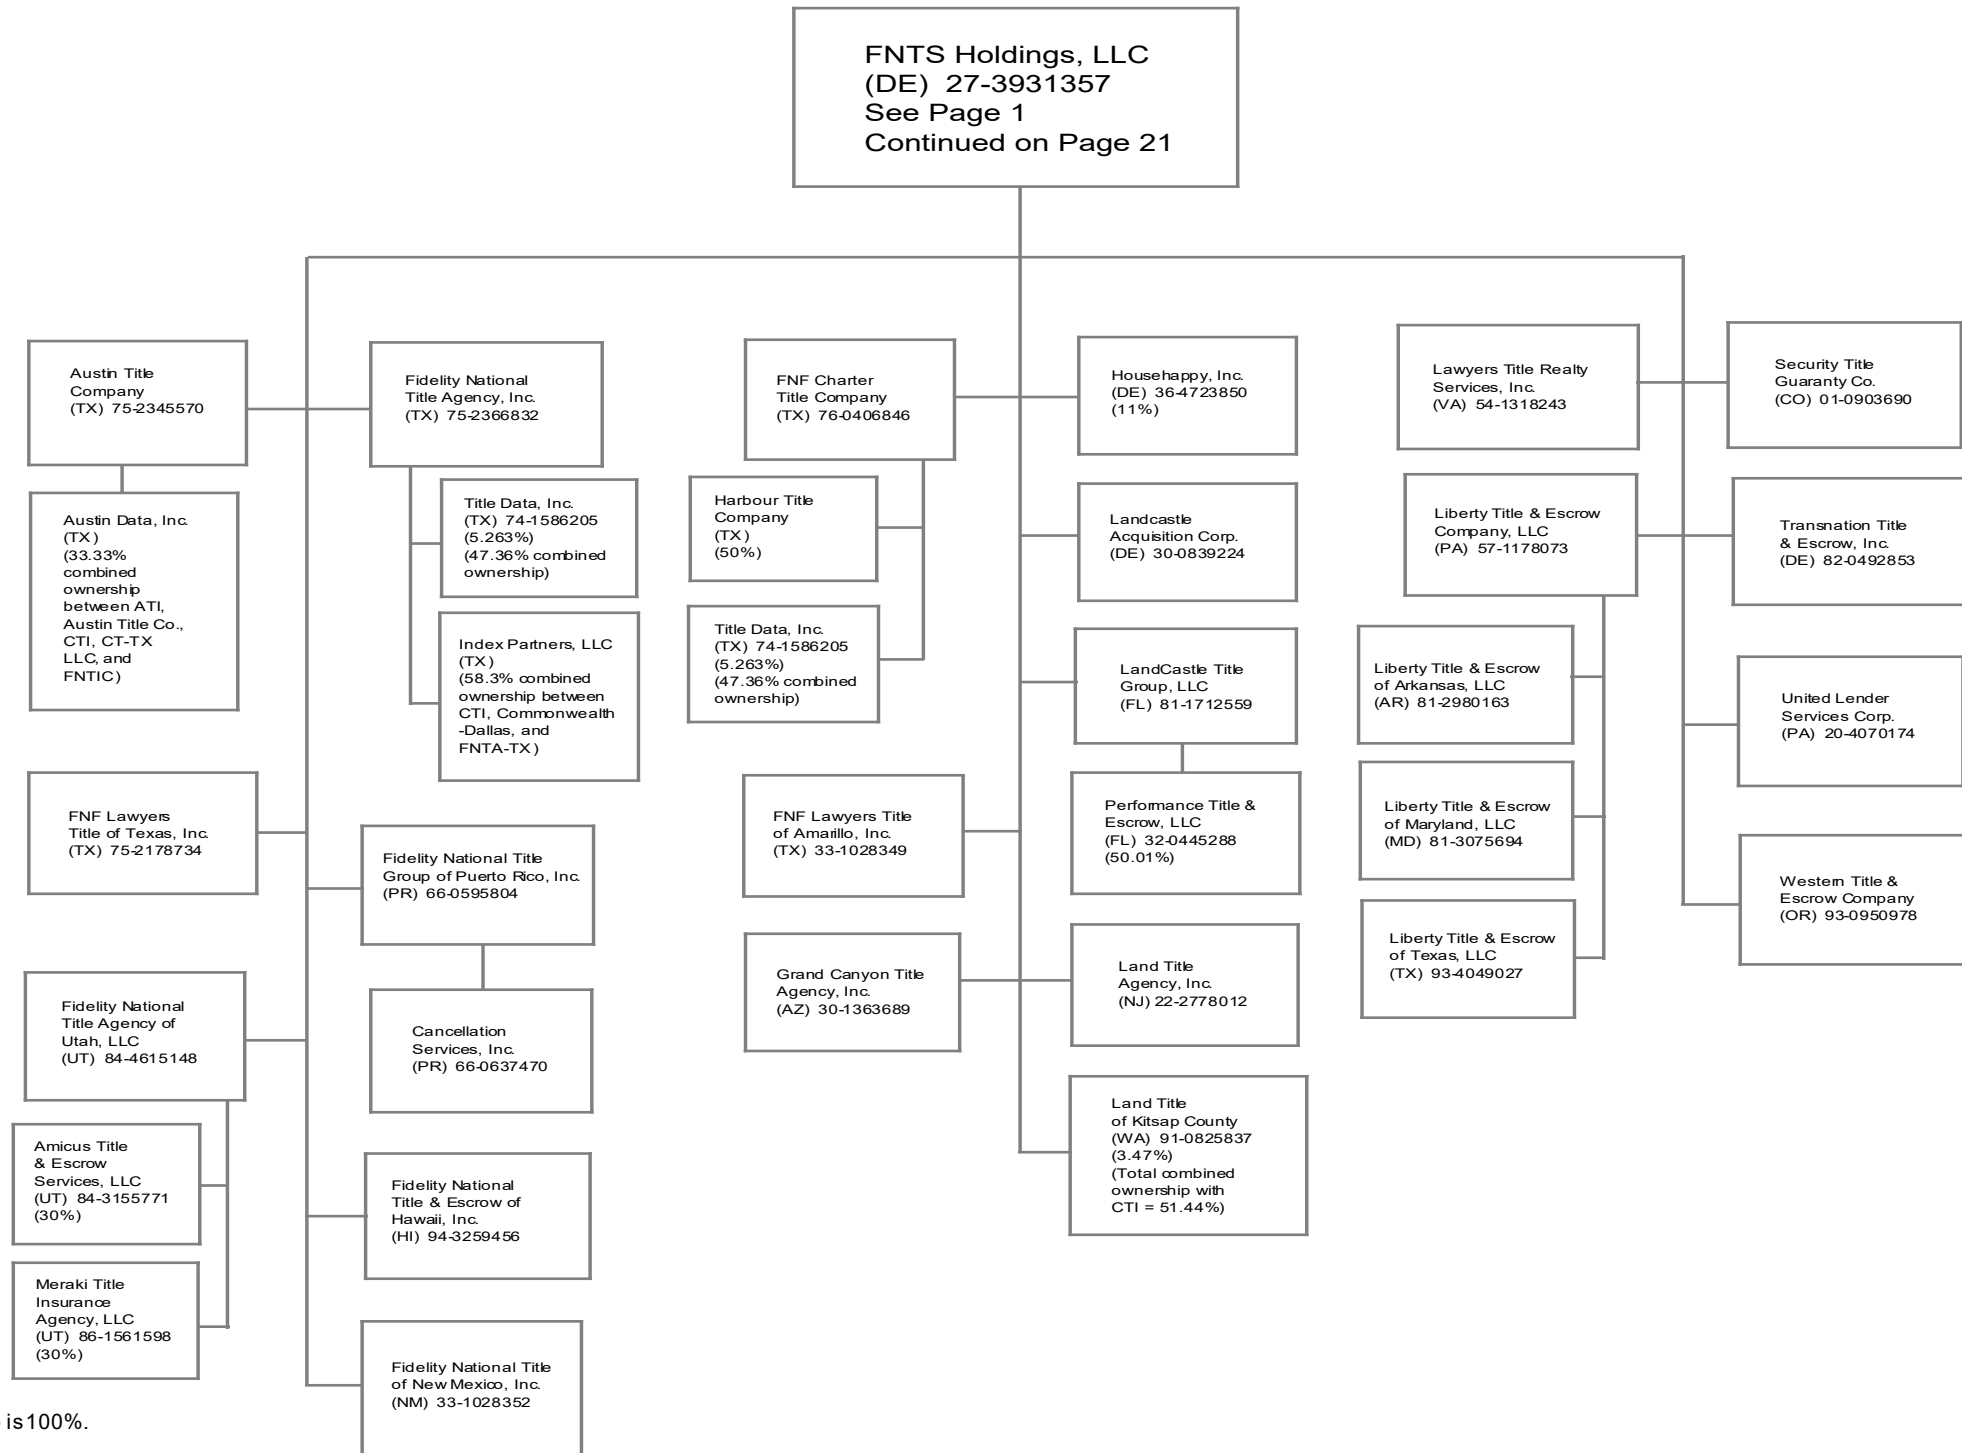 FNTS Holdings, LLC
(DE) 27-3931357
See Page 1
Continued on Page 21
Austin Title
Company
(TX) 75-2345570
Austin Data, Inc.
(TX)
(33.33%
combined
ownership
between ATI,
Austin Title Co.,
CTI, CT-TX
LLC, and
FNTIC)
Fidelity National
Title Agency, Inc.
(TX) 75-2366832
Title Data, Inc.
(TX) 74-1586205
(5.263%)
(47.36% combined
ownership)
Index Partners, LLC
(TX)
(58.3% combined
ownership between
CTI, Commonwealth
-Dallas, and
FNTA-TX)
FNF Lawyers
Title of Texas, Inc.
(TX) 75-2178734
Fidelity National Title
Group of Puerto Rico, Inc.
(PR) 66-0595804
Cancellation
Services, Inc.
(PR) 66-0637470
Fidelity National
Title Agency of
Utah, LLC
(UT) 84-4615148
Amicus Title
& Escrow
Services, LLC
(UT) 84-3155771
(30%)
Meraki Title
Insurance
Agency, LLC
(UT) 86-1561598
(30%)
Fidelity National
Title & Escrow of
Hawaii, Inc.
(HI) 94-3259456
Fidelity National Title
of New Mexico, Inc.
(NM) 33-1028352
FNF Charter
Title Company
(TX) 76-0406846
Harbour Title
Company
(TX)
(50%)
Title Data, Inc.
(TX) 74-1586205
(5.263%)
(47.36% combined
ownership)
Househappy, Inc.
(DE) 36-4723850
(11%)
Landcastle
Acquisition Corp.
(DE) 30-0839224
LandCastle Title
Group, LLC
(FL) 81-1712559
Performance Title &
Escrow, LLC
(FL) 32-0445288
(50.01%)
FNF Lawyers Title
of Amarillo, Inc.
(TX) 33-1028349
Grand Canyon Title
Agency, Inc.
(AZ) 30-1363689
Land Title
Agency, Inc.
(NJ) 22-2778012
Land Title
of Kitsap County
(WA) 91-0825837
(3.47%)
(Total combined
ownership with
CTI = 51.44%)
Lawyers Title Realty
Services, Inc.
(VA) 54-1318243
Security Title
Guaranty Co.
(CO) 01-0903690
Liberty Title & Escrow
Company, LLC
(PA) 57-1178073
Transnation Title
& Escrow, Inc.
(DE) 82-0492853
Liberty Title & Escrow
of Arkansas, LLC
(AR) 81-2980163
Liberty Title & Escrow
of Maryland, LLC
(MD) 81-3075694
Liberty Title & Escrow
of Texas, LLC
(TX) 93-4049027
United Lender
Services Corp.
(PA) 20-4070174
Western Title &
Escrow Company
(OR) 93-0950978
is 100%.